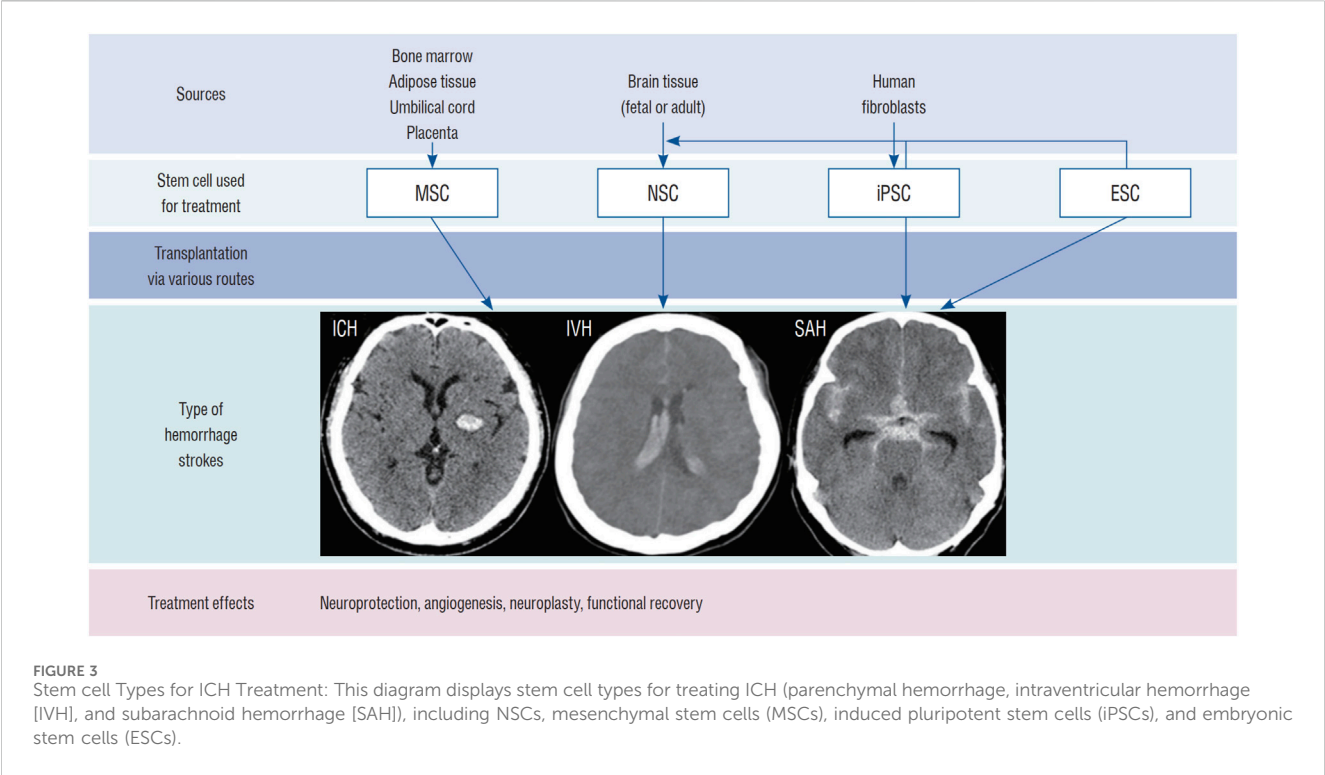 Sources
Bone marrow
Adipose tissue
Umbilical cord
Placenta
Brain tissue
(fetal or adult)
Human
fibroblasts
Stem cell used
for treatment
MSC
NSC
iPSC
ESC
Transplantation
via various routes
Type of
hemorrhage
strokes
ICH
IVH
SAH
Treatment effects
Neuroprotection, angiogenesis, neuroplasty, functional recovery
FIGURE 3
Stem cell Types for ICH Treatment: This diagram displays stem cell types for treating ICH (parenchymal hemorrhage, intraventricular hemorrhage
[IVH], and subarachnoid hemorrhage [SAH]), including NSCs, mesenchymal stem cells (MSCs), induced pluripotent stem cells (iPSCs), and embryonic
stem cells (ESCs).